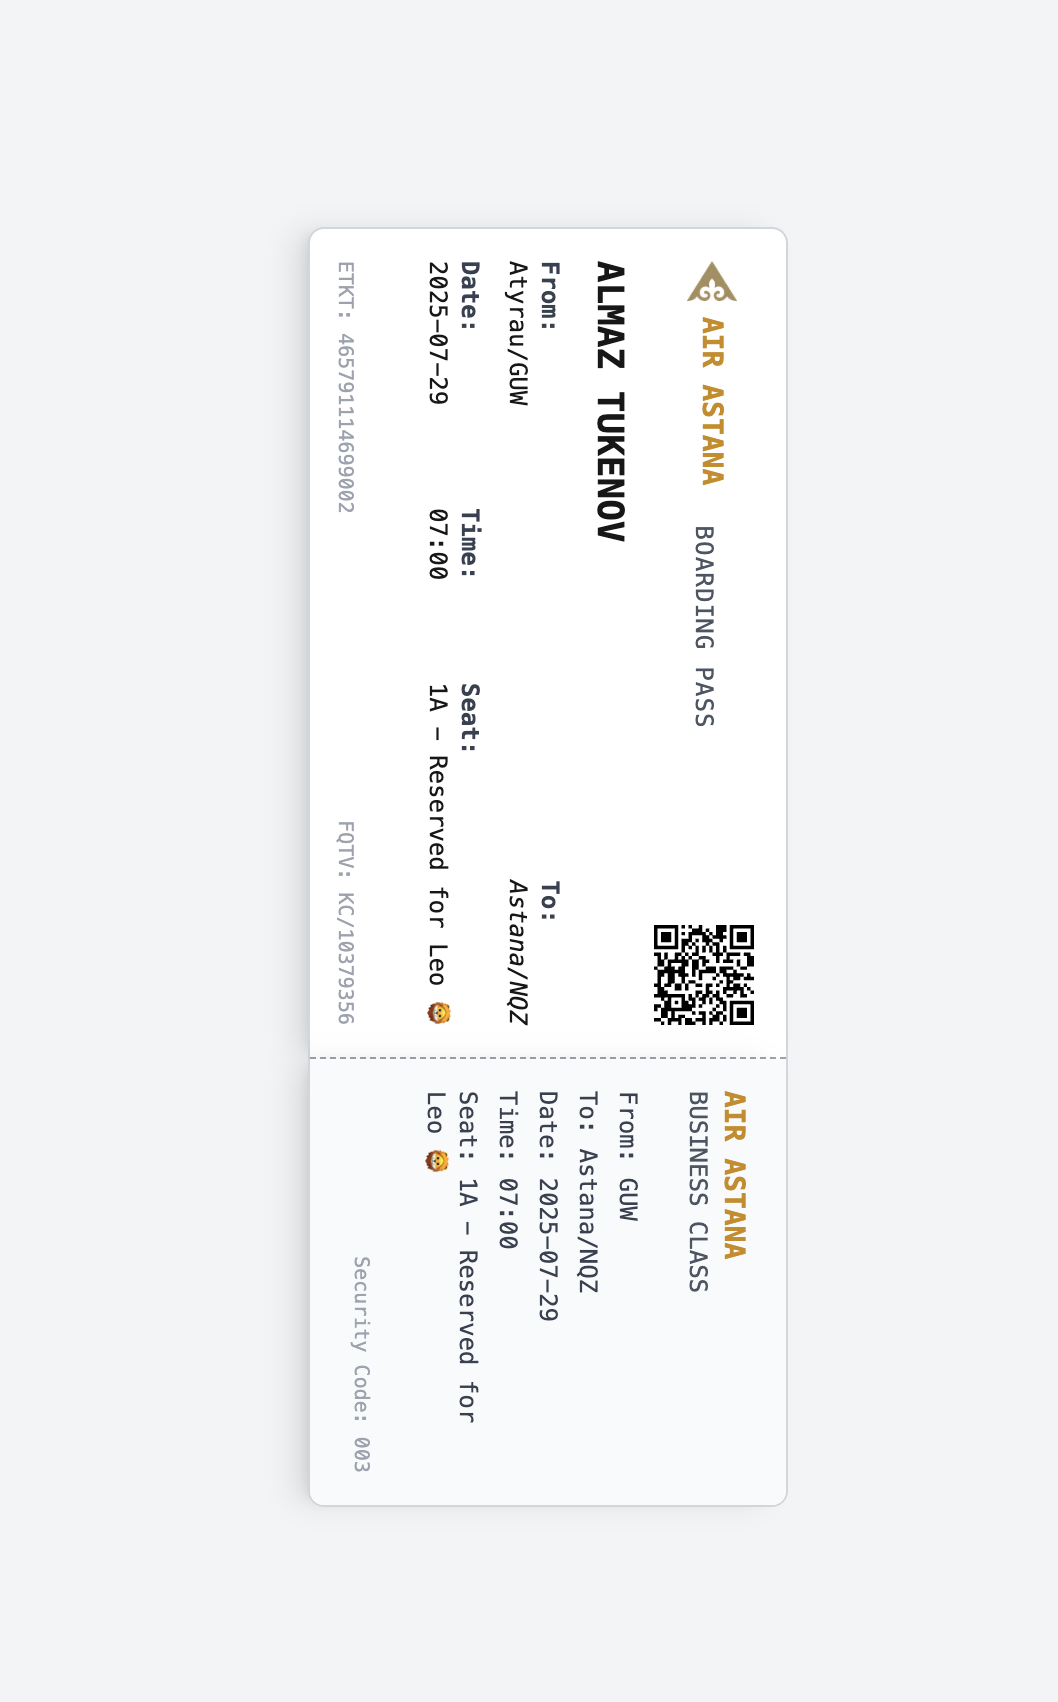 AIR ASTANA
BOARDING PASS
ALMAZ TUKENOV
From:
Atyrau/GUW
To:
Astana/NQZ
Date:
2025-07-29
Time:
07:00
Seat:
1A - Reserved for Leo 🦁
ETKT: 4657911114699002
FQTV: KC/10379356
AIR ASTANA
BUSINESS CLASS
From: GUW
To: Astana/NQZ
Date: 2025-07-29
Time: 07:00
Seat: 1A - Reserved for
Leo 🦁
Security Code: 003